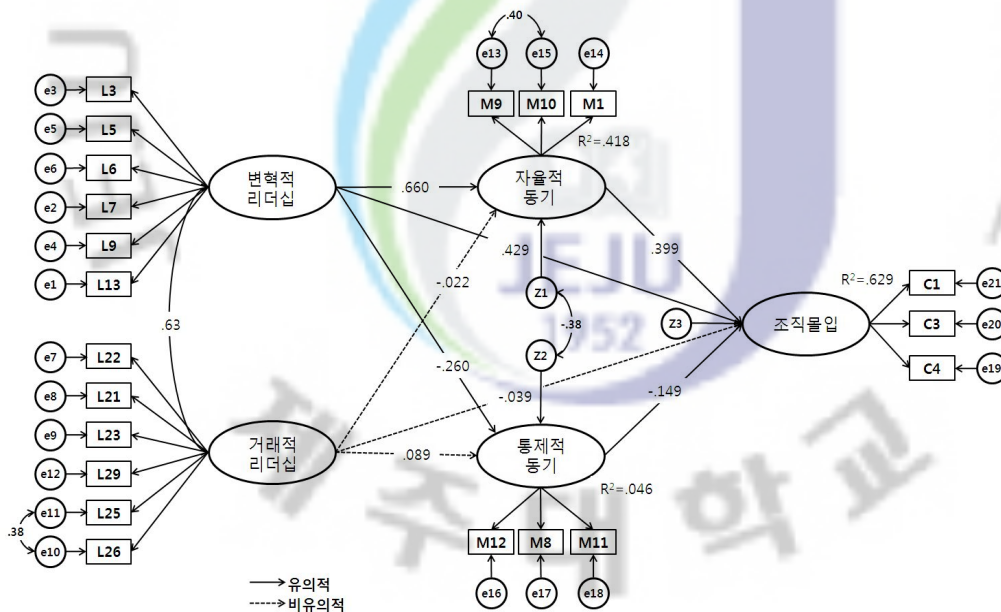 .40
e13
e15
e14
M9
M10
M1
R²=.418
e3
L3
e5
L5
e6
L6
e2
L7
e4
L9
e1
L13
변혁적
리더십
.660
자율적
동기
.429
.399
-.022
JEJU
1952
Z1
-.38
Z2
Z3
.63
-.260
-.039
-.149
R²=.629
조직몰입
C1
e21
C3
e20
C4
e19
e7
L22
e8
L21
e9
L23
e12
L29
e11
L25
.38
e10
L26
거래적
리더십
.089
통제적
동기
R²=.046
M12
M8
M11
e16
e17
e18
유의적
비유의적
제주대학교